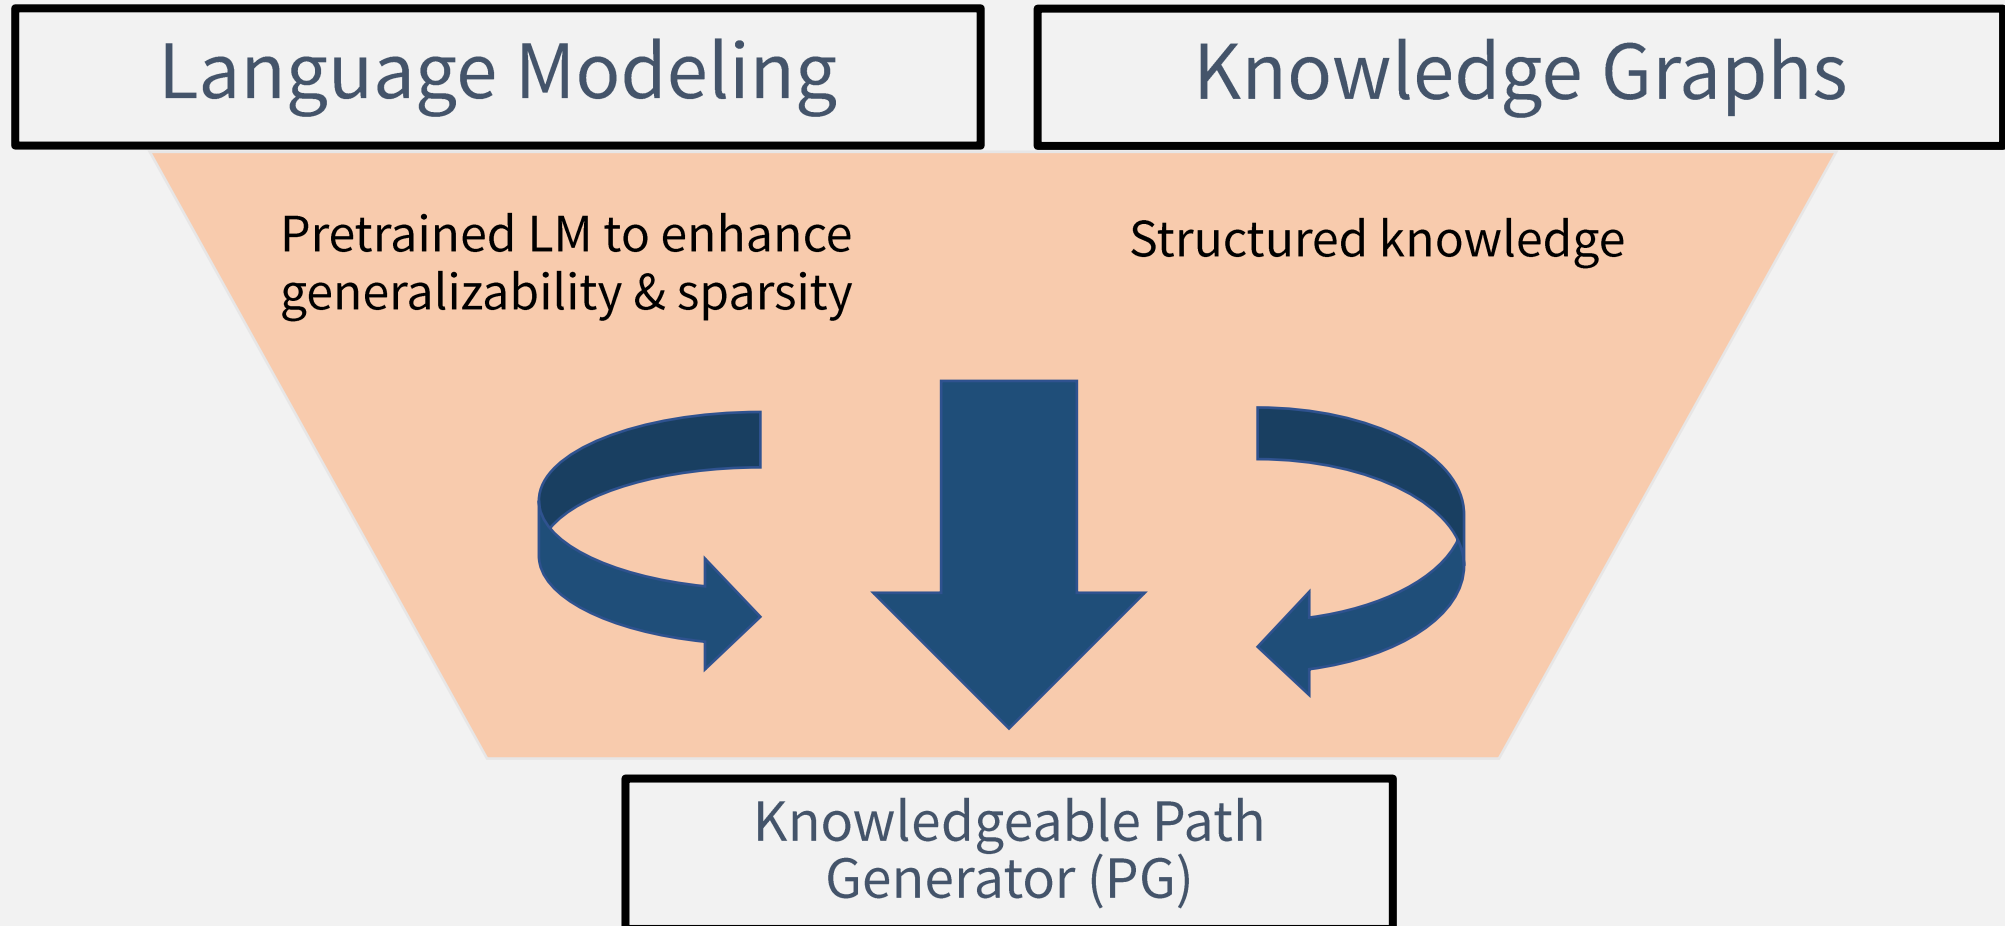 Language Modeling
Knowledge Graphs
Pretrained LM to enhance
generalizability & sparsity
Structured knowledge
Knowledgeable Path
Generator (PG)